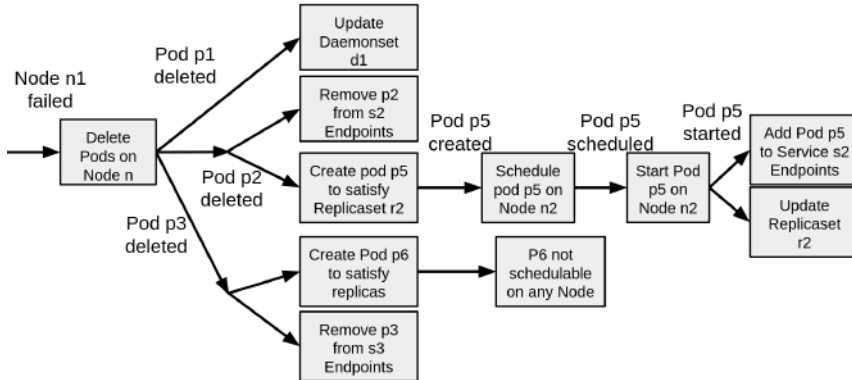 Node n1
failed
Delete
Pods on
Node n
Pod p1
deleted
Update
Daemonset
d1
Pod p2
deleted
Remove p2
from s2
Endpoints
Create pod p5
to satisfy
Replicaset r2
Pod p5
created
Schedule
pod p5 on
Node n2
Pod p5
scheduled
Start Pod
p5 on
Node n2
Pod p5
started
Add Pod p5
to Service s2
Endpoints
Update
Replicaset
r2
Pod p3
deleted
Create Pod p6
to satisfy
replicas
P6 not
schedulable
on any Node
Remove p3
from s3
Endpoints